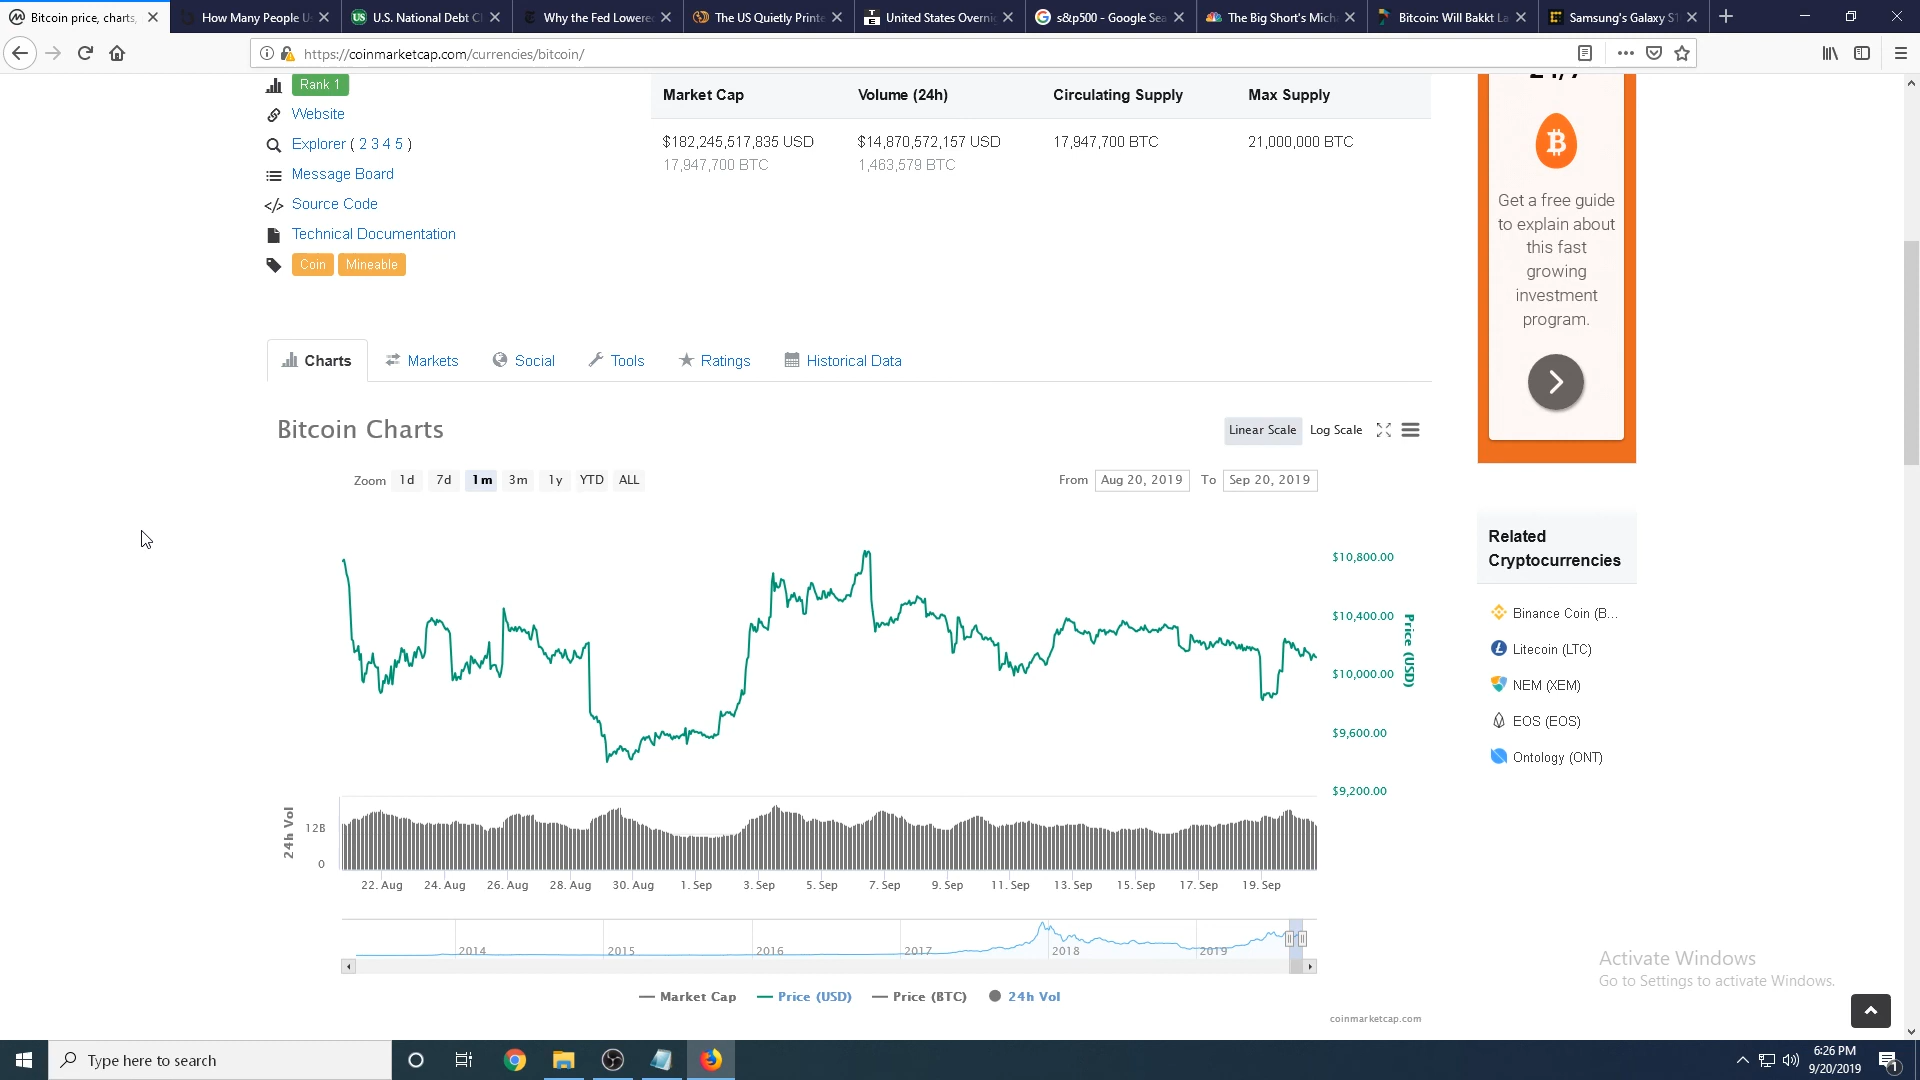 Bitcoin price, charts,
How Many People U
U.S. National Debt Cl
Why the Fed Lowere
The US Quietly Printe
United States Overnig
s&p500 - Google Sea
The Big Short's Mich
Bitcoin: Will Bakkt La
Samsung's Galaxy S1
https://coinmarketcap.com/currencies/bitcoin/
Rank 1
Website
Explorer ( 2 3 4 5 )
Message Board
Source Code
Technical Documentation
Coin Mineable
Market Cap Volume (24h) Circulating Supply Max Supply
$182,245,517,835 USD $14,870,572,157 USD 17,947,700 BTC 21,000,000 BTC
17,947,700 BTC 1,463,579 BTC
Get a free guide
to explain about
this fast
growing
investment
program.
Charts Markets Social Tools Ratings Historical Data
Bitcoin Charts
Linear Scale Log Scale
Zoom 1d 7d 1m 3m 1y YTD ALL
From Aug 20, 2019 To Sep 20, 2019
$10,800.00
$10,400.00
$10,000.00
$9,600.00
$9,200.00
Price (USD)
24h Vol
12B
0
22. Aug 24. Aug 26. Aug 28. Aug 30. Aug 1. Sep 3. Sep 5. Sep 7. Sep 9. Sep 11. Sep 13. Sep 15. Sep 17. Sep 19. Sep
2014 2015 2016 2017 2018 2019
Market Cap Price (USD) Price (BTC) 24h Vol
coinmarketcap.com
Related
Cryptocurrencies
Binance Coin (B...
Litecoin (LTC)
NEM (XEM)
EOS (EOS)
Ontology (ONT)
Activate Windows
Go to Settings to activate Windows.
Type here to search
6:26 PM
9/20/2019
1